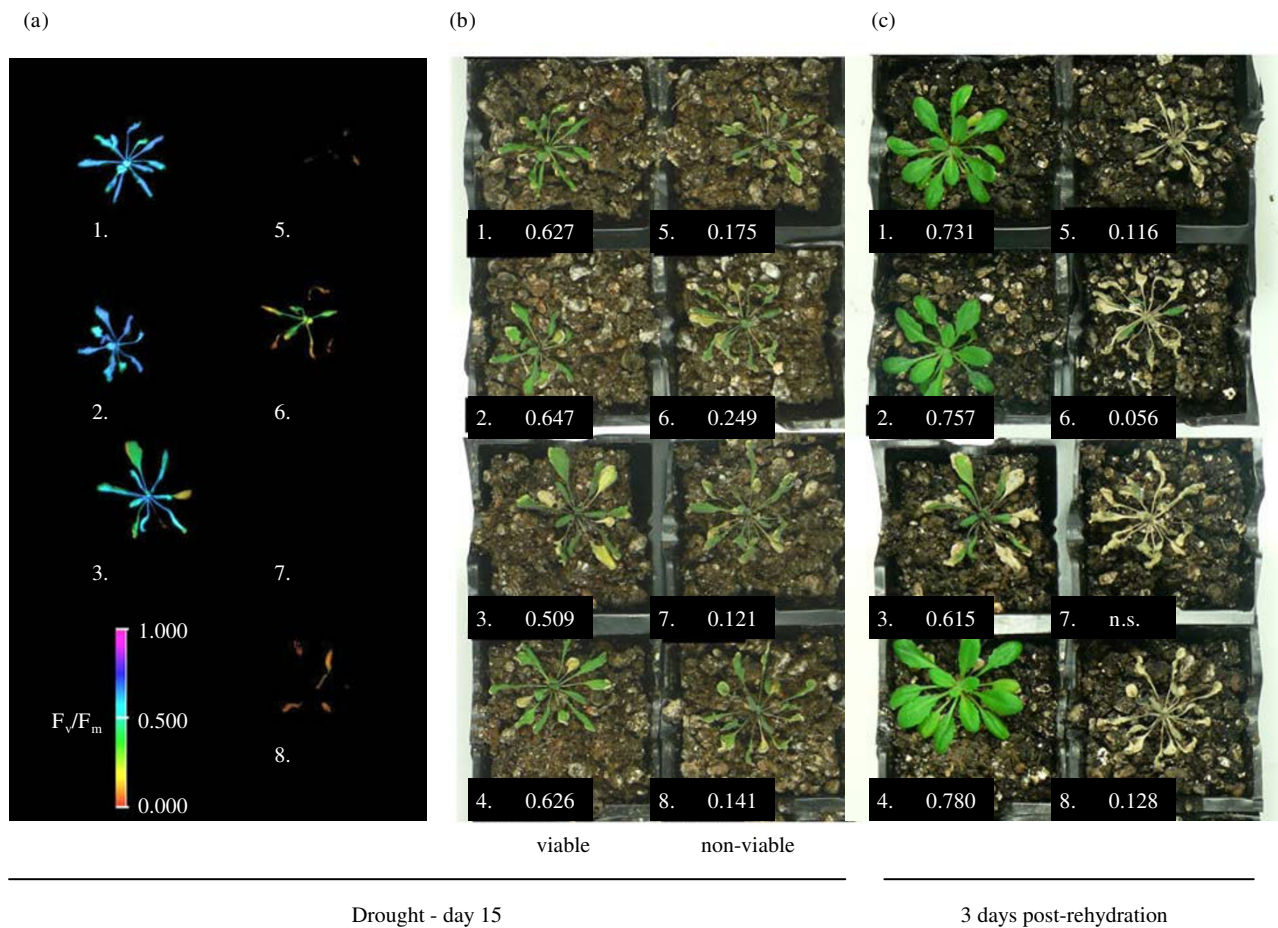 (a)
(b)
(c)
1.
5.
2.
6.
3.
7.
1.000
F_v/F_m
0.500
8.
0.000
1. 0.627
5. 0.175
2. 0.647
6. 0.249
3. 0.509
7. 0.121
4. 0.626
8. 0.141
viable
non-viable
1. 0.731
5. 0.116
2. 0.757
6. 0.056
3. 0.615
7. n.s.
4. 0.780
8. 0.128
Drought - day 15
3 days post-rehydration